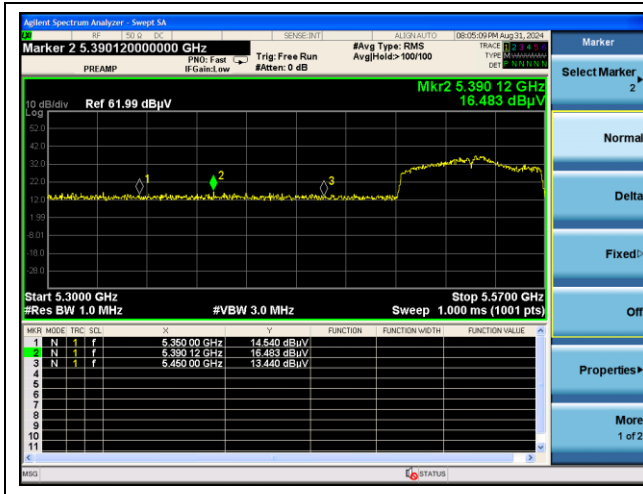 Agilent Spectrum Analyzer - Swept SA
RF 50 Ω DC SENSE:INT ALIGN AUTO 08:05:09 PM Aug 31, 2024
Marker 2 5.390120000000 GHz
PREAMP
PNO: Fast
IFGain:Low
Trig: Free Run
#Atten: 0 dB
#Avg Type: RMS
Avg|Hold:>100/100
TRACE 1 2 3 4 5 6
TYPE
DET P N N N N N
Mkr2 5.390 12 GHz
16.483 dBµV
10 dB/div Ref 61.99 dBµV
Log
52.0
42.0
32.0
22.0
12.0
1.99
-8.01
-18.0
-28.0
1
2
3
Start 5.3000 GHz Stop 5.5700 GHz
#Res BW 1.0 MHz #VBW 3.0 MHz Sweep 1.000 ms (1001 pts)
MKR MODE TRC SCL X Y FUNCTION FUNCTION WIDTH FUNCTION VALUE
1 N 1 f 5.350 00 GHz 14.540 dBµV
2 N 1 f 5.390 12 GHz 16.483 dBµV
3 N 1 f 5.450 00 GHz 13.440 dBµV
4
5
6
7
8
9
10
11
MSG STATUS
Marker
Select Marker
2
Normal
Delta
Fixed
Off
Properties
More
1 of 2